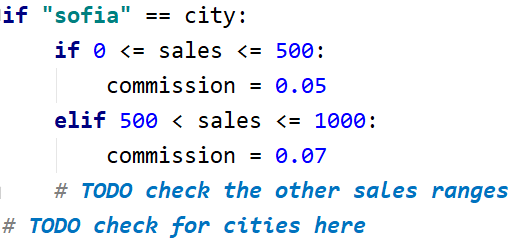 if "sofia" == city:
if 0 <= sales <= 500:
commission = 0.05
elif 500 < sales <= 1000:
commission = 0.07
# TODO check the other sales ranges
# TODO check for cities here